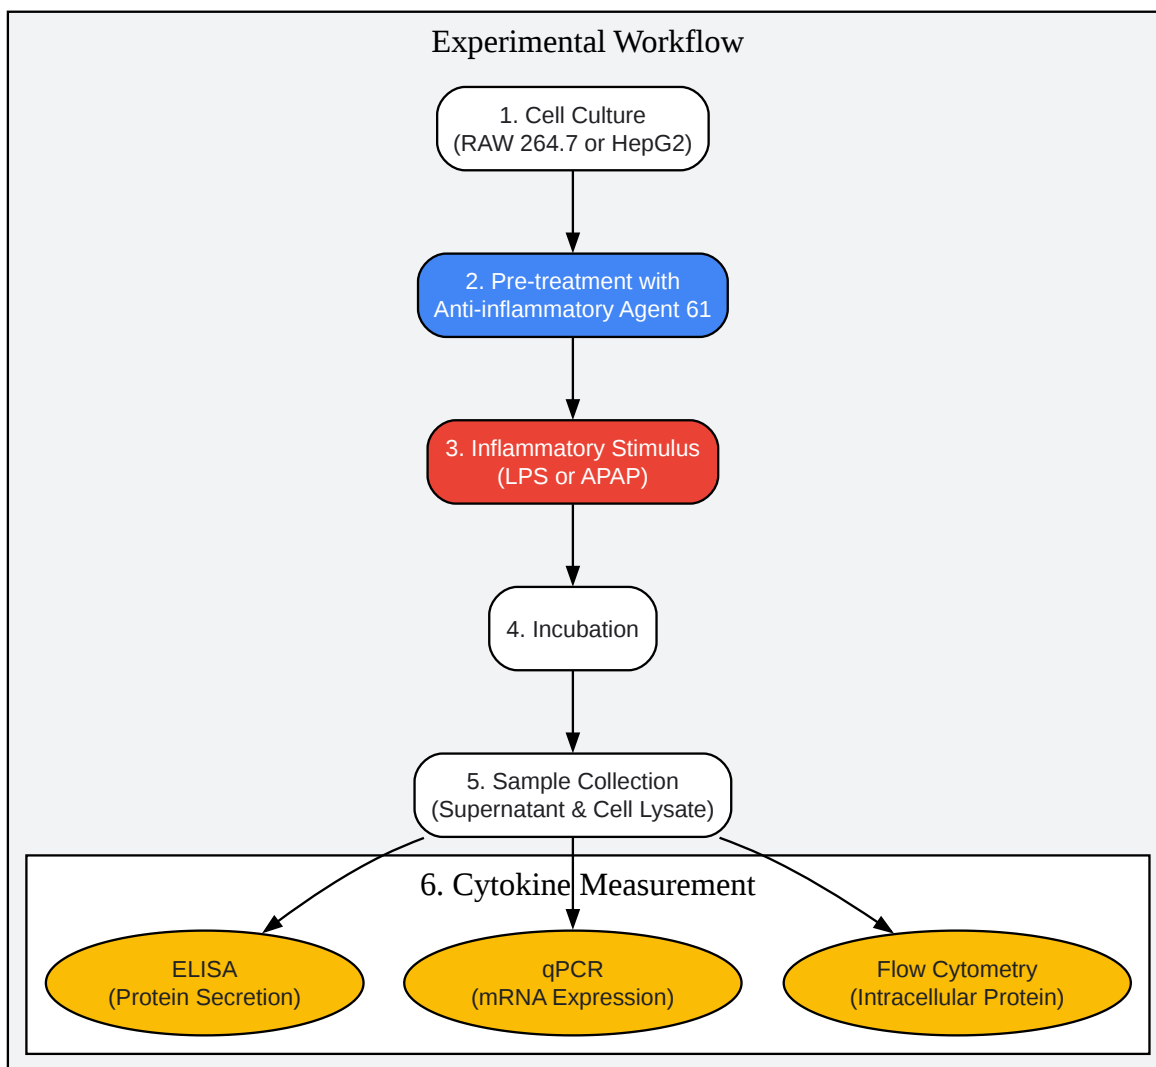 Experimental Workflow
1. Cell Culture
(RAW 264.7 or HepG2)
2. Pre-treatment with
Anti-inflammatory Agent 61
3. Inflammatory Stimulus
(LPS or APAP)
4. Incubation
5. Sample Collection
(Supernatant & Cell Lysate)
6. Cytokine Measurement
ELISA
(Protein Secretion)
qPCR
(mRNA Expression)
Flow Cytometry
(Intracellular Protein)